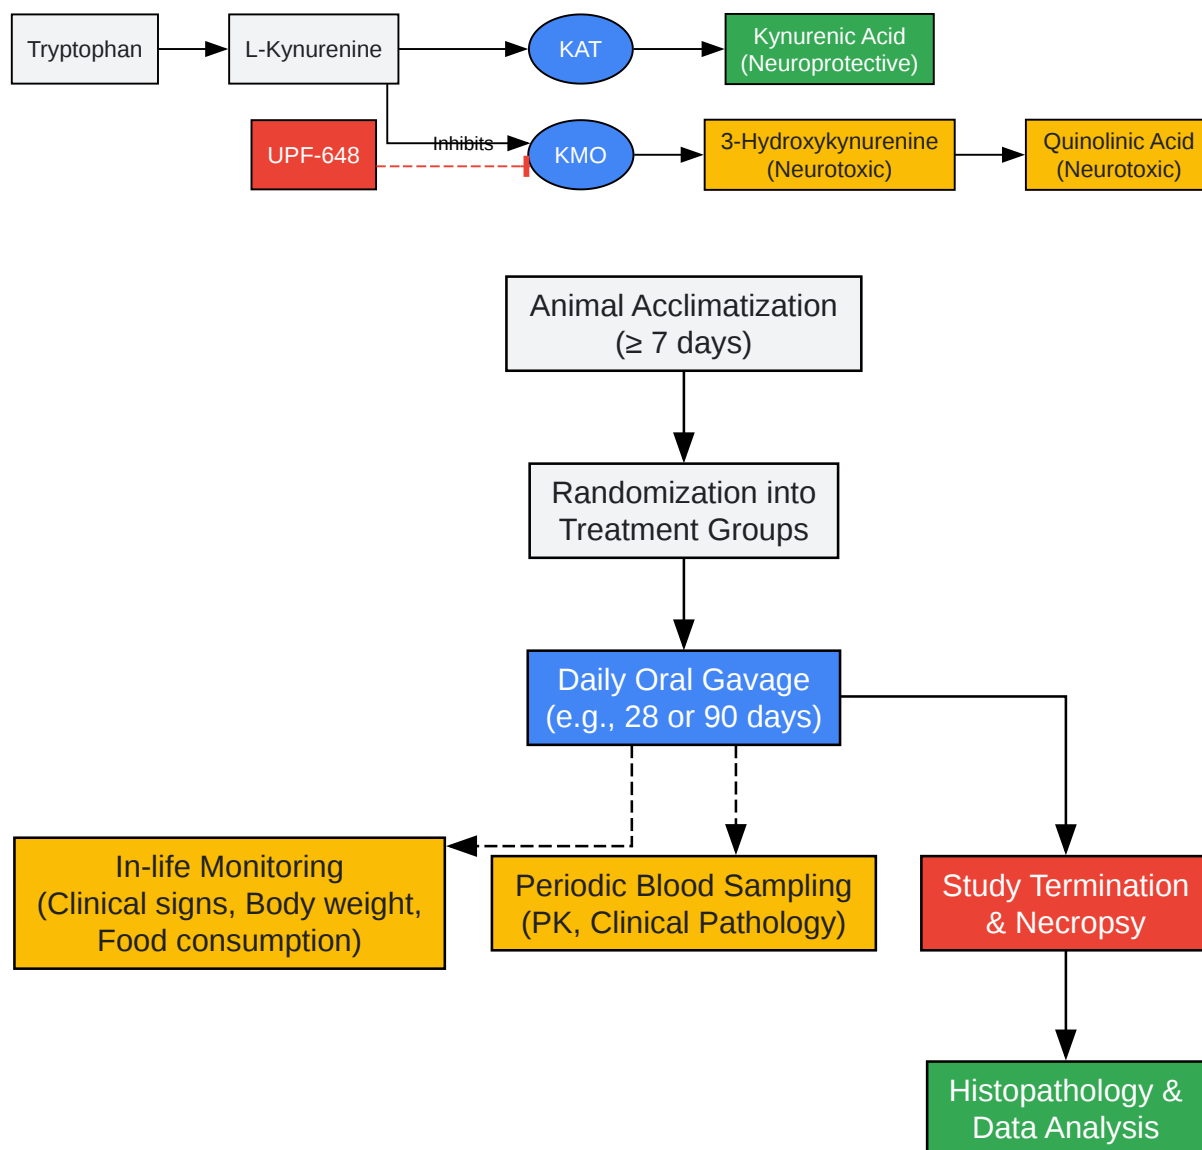 Tryptophan
L-Kynurenine
KAT
Kynurenic Acid
(Neuroprotective)
UPF-648
Inhibits
KMO
3-Hydroxykynurenine
(Neurotoxic)
Quinolinic Acid
(Neurotoxic)
Animal Acclimatization
(≥ 7 days)
Randomization into
Treatment Groups
Daily Oral Gavage
(e.g., 28 or 90 days)
In-life Monitoring
(Clinical signs, Body weight,
Food consumption)
Periodic Blood Sampling
(PK, Clinical Pathology)
Study Termination
& Necropsy
Histopathology &
Data Analysis